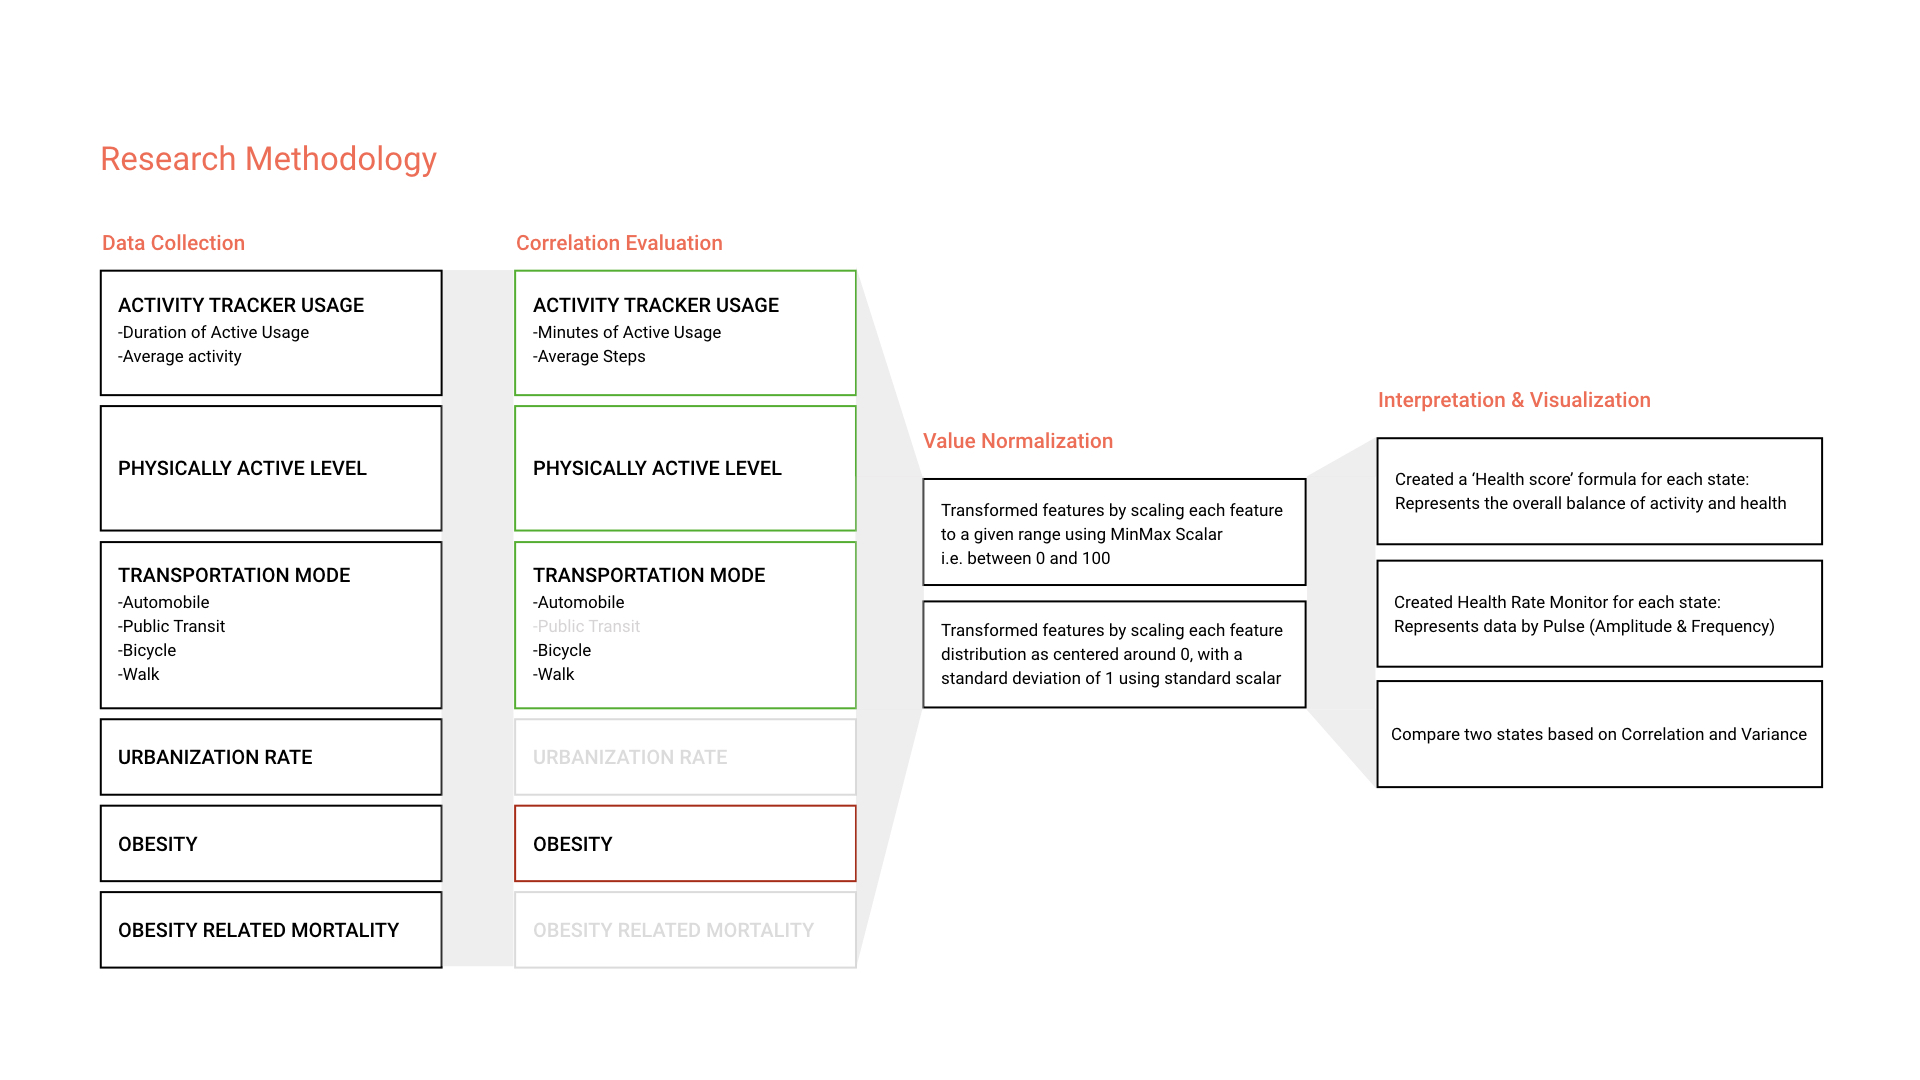 Research Methodology
Data Collection
ACTIVITY TRACKER USAGE
-Duration of Active Usage
-Average activity
PHYSICALLY ACTIVE LEVEL
TRANSPORTATION MODE
-Automobile
-Public Transit
-Bicycle
-Walk
URBANIZATION RATE
OBESITY
OBESITY RELATED MORTALITY
Correlation Evaluation
ACTIVITY TRACKER USAGE
-Minutes of Active Usage
-Average Steps
PHYSICALLY ACTIVE LEVEL
TRANSPORTATION MODE
-Automobile
-Public Transit
-Bicycle
-Walk
URBANIZATION RATE
OBESITY
OBESITY RELATED MORTALITY
Value Normalization
Transformed features by scaling each feature
to a given range using MinMax Scalar
i.e. between 0 and 100
Transformed features by scaling each feature
distribution as centered around 0, with a
standard deviation of 1 using standard scalar
Interpretation & Visualization
Created a ‘Health score’ formula for each state:
Represents the overall balance of activity and health
Created Health Rate Monitor for each state:
Represents data by Pulse (Amplitude & Frequency)
Compare two states based on Correlation and Variance